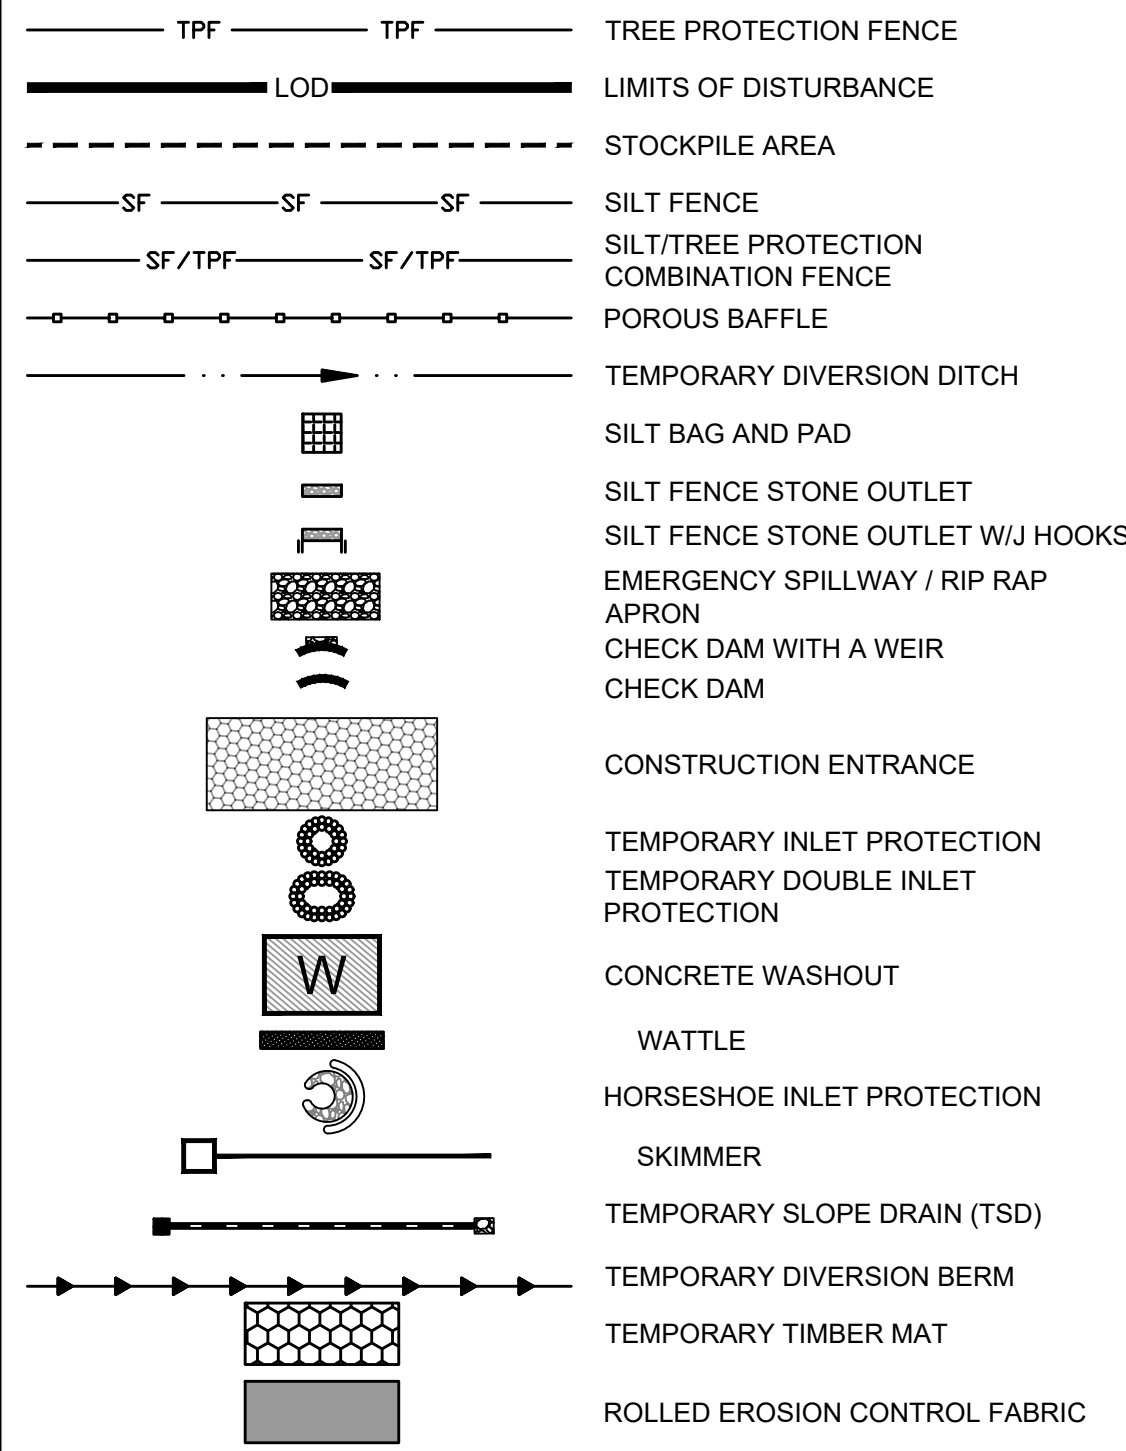 TPF TPF TREE PROTECTION FENCE
LOD LIMITS OF DISTURBANCE
STOCKPILE AREA
SF SF SF SILT FENCE
SF/TPF SF/TPF SILT/TREE PROTECTION
COMBINATION FENCE
POROUS BAFFLE
TEMPORARY DIVERSION DITCH
SILT BAG AND PAD
SILT FENCE STONE OUTLET
SILT FENCE STONE OUTLET W/J HOOKS
EMERGENCY SPILLWAY / RIP RAP
APRON
CHECK DAM WITH A WEIR
CHECK DAM
CONSTRUCTION ENTRANCE
TEMPORARY INLET PROTECTION
TEMPORARY DOUBLE INLET
PROTECTION
W CONCRETE WASHOUT
WATTLE
HORSESHOE INLET PROTECTION
SKIMMER
TEMPORARY SLOPE DRAIN (TSD)
TEMPORARY DIVERSION BERM
TEMPORARY TIMBER MAT
ROLLED EROSION CONTROL FABRIC